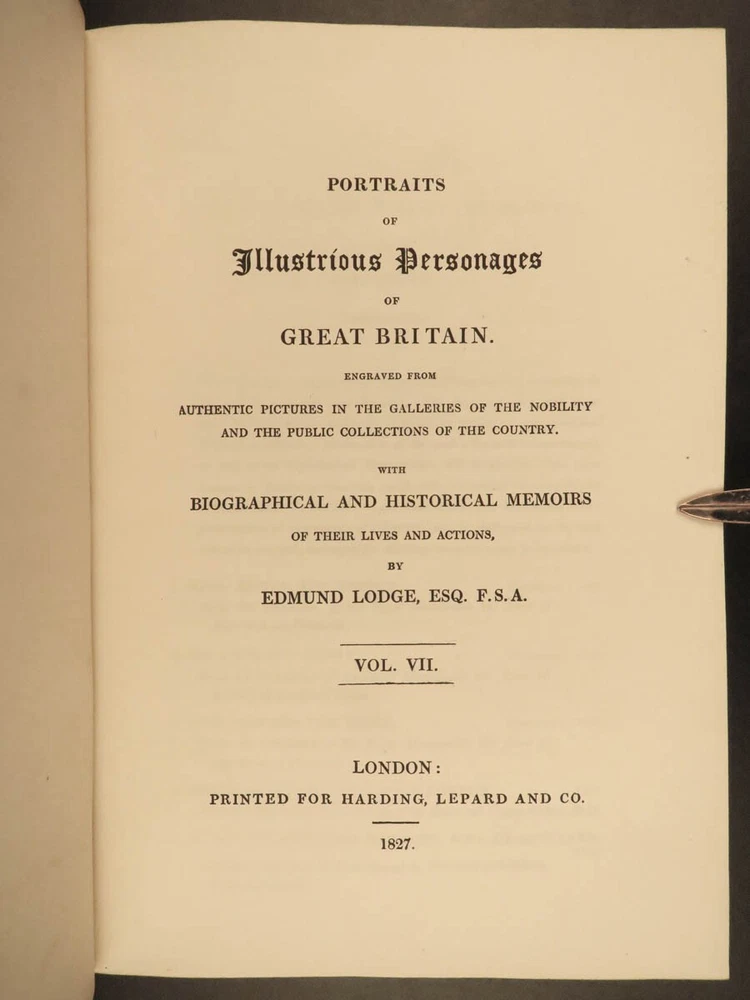 PORTRAITS
OF
Illustrious Personages
OF
GREAT BRITAIN.
ENGRAVED FROM
AUTHENTIC PICTURES IN THE GALLERIES OF THE NOBILITY
AND THE PUBLIC COLLECTIONS OF THE COUNTRY.
WITH
BIOGRAPHICAL AND HISTORICAL MEMOIRS
OF THEIR LIVES AND ACTIONS,
BY
EDMUND LODGE, ESQ. F.S.A.
VOL. VII.
LONDON:
PRINTED FOR HARDING, LEPARD AND CO.
1827.